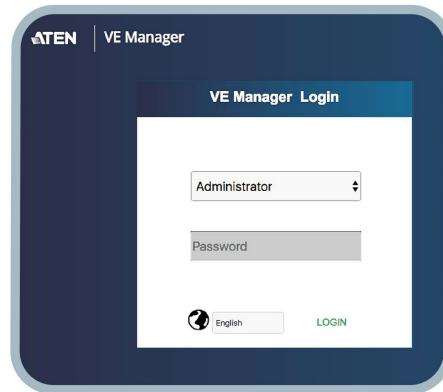 ATEN VE Manager
VE Manager Login
Administrator
Password
English LOGIN